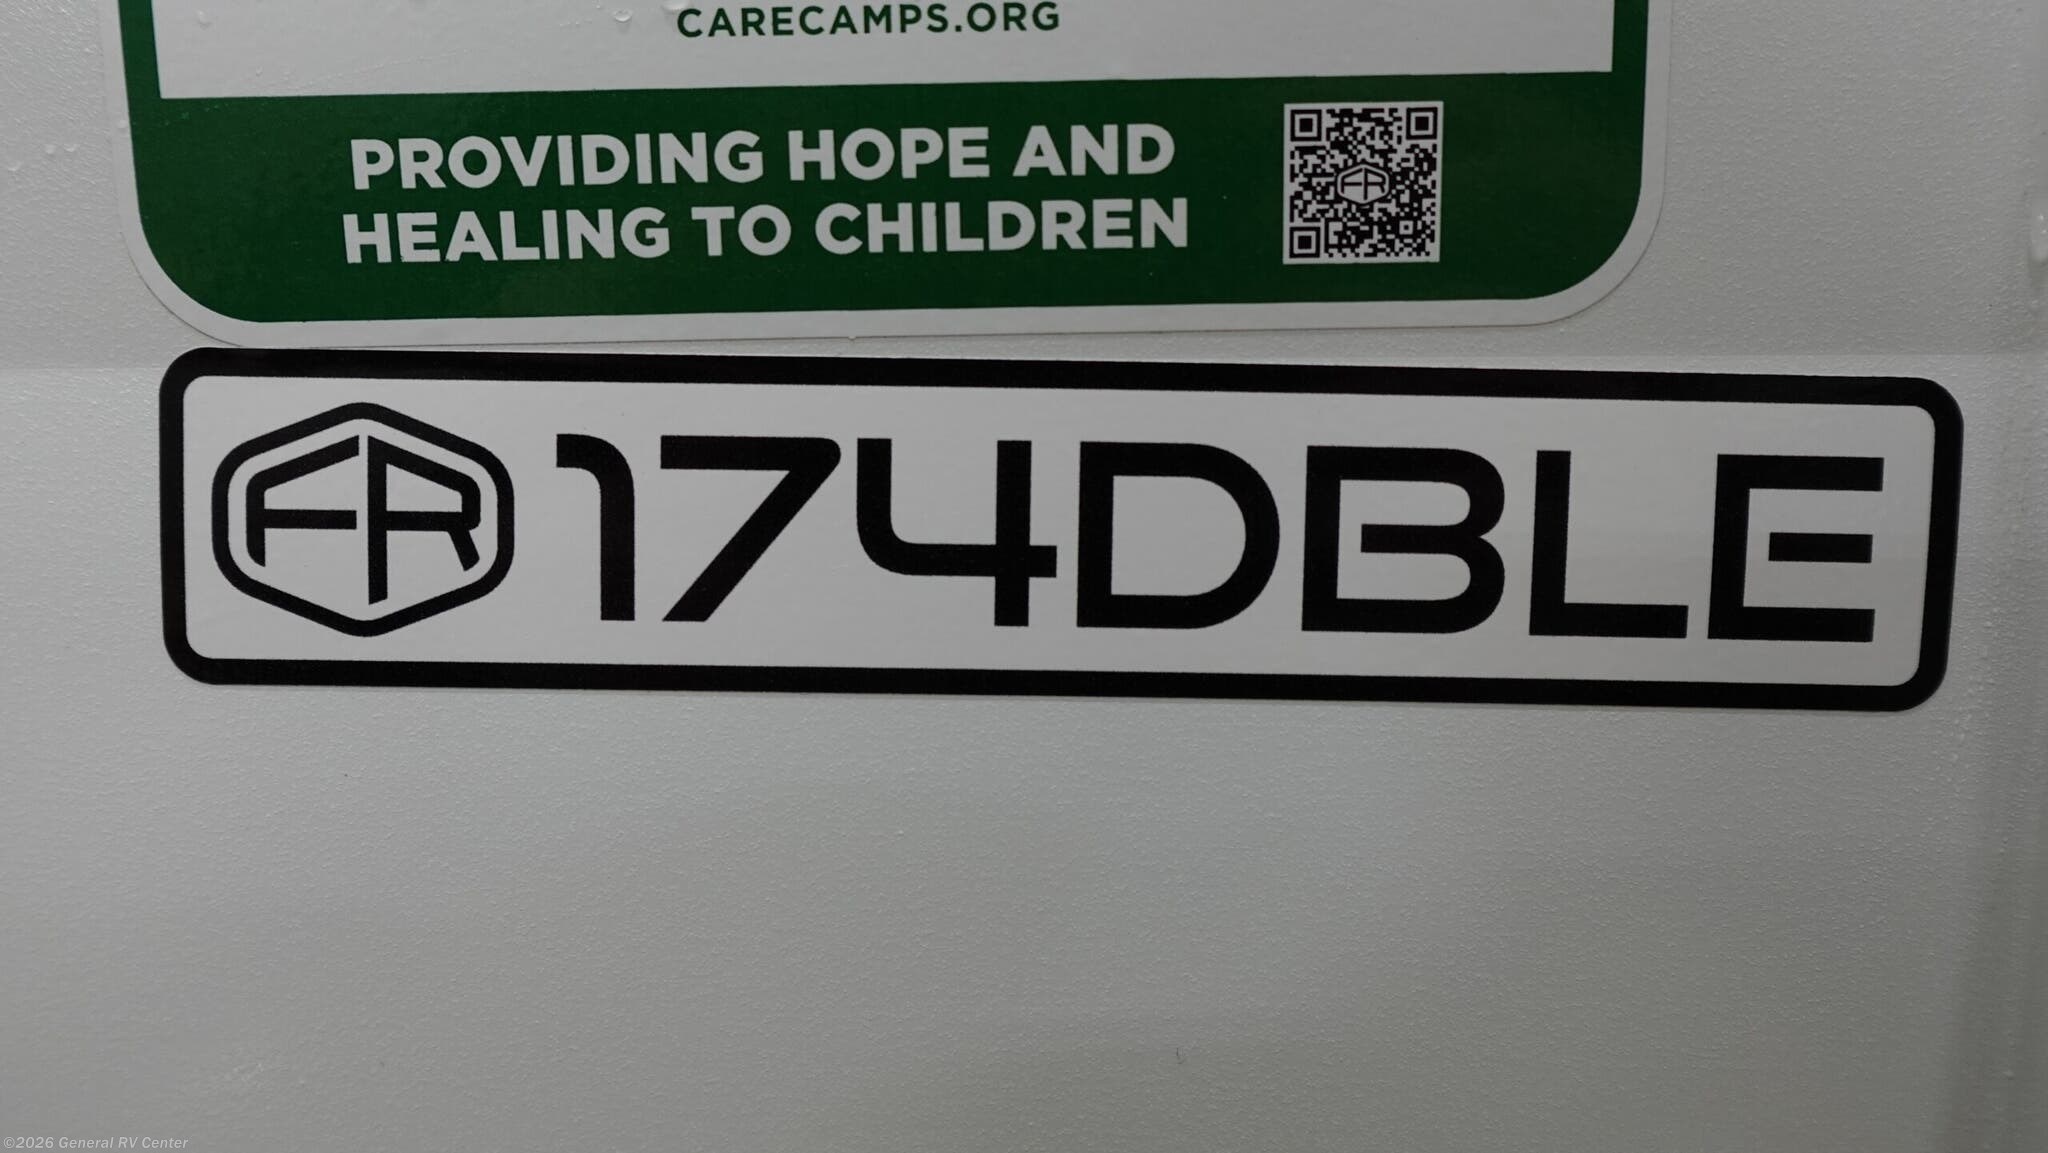 CARECAMPS.ORG
PROVIDING HOPE AND
HEALING TO CHILDREN
FR
FR 174DBLE
©2026 General RV Center